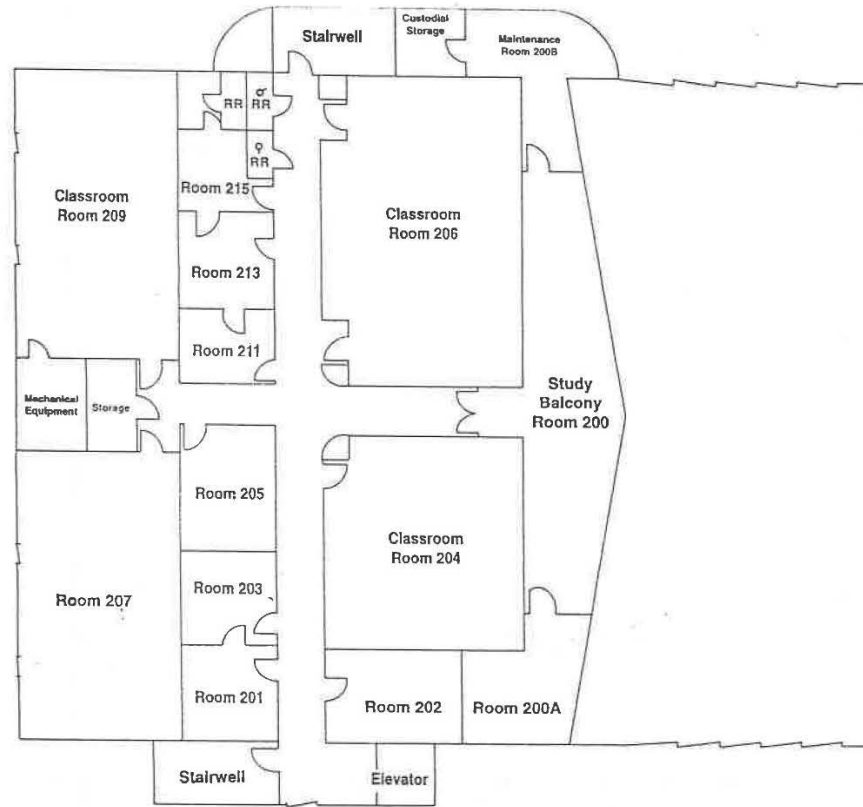 Stairwell
Custodial
Storage
Maintenance
Room 200B
RR
♂
RR
♀
RR
Classroom
Room 209
Room 215
Classroom
Room 206
Room 213
Room 211
Mechanical
Equipment
Storage
Study
Balcony
Room 200
Room 205
Classroom
Room 204
Room 203
Room 207
Room 201
Room 202
Room 200A
Stairwell
Elevator